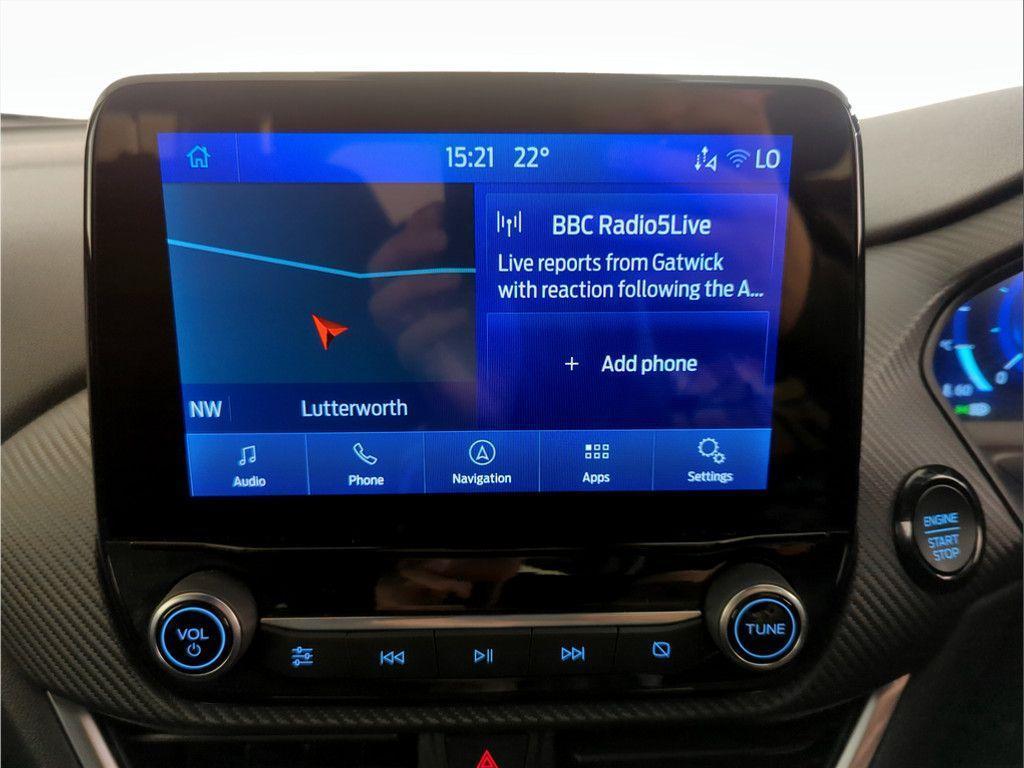 15:21 22° LO
BBC Radio5Live
Live reports from Gatwick
with reaction following the A...
+ Add phone
NW Lutterworth
Audio Phone Navigation Apps Settings
ENGINE
START
STOP
VOL
TUNE